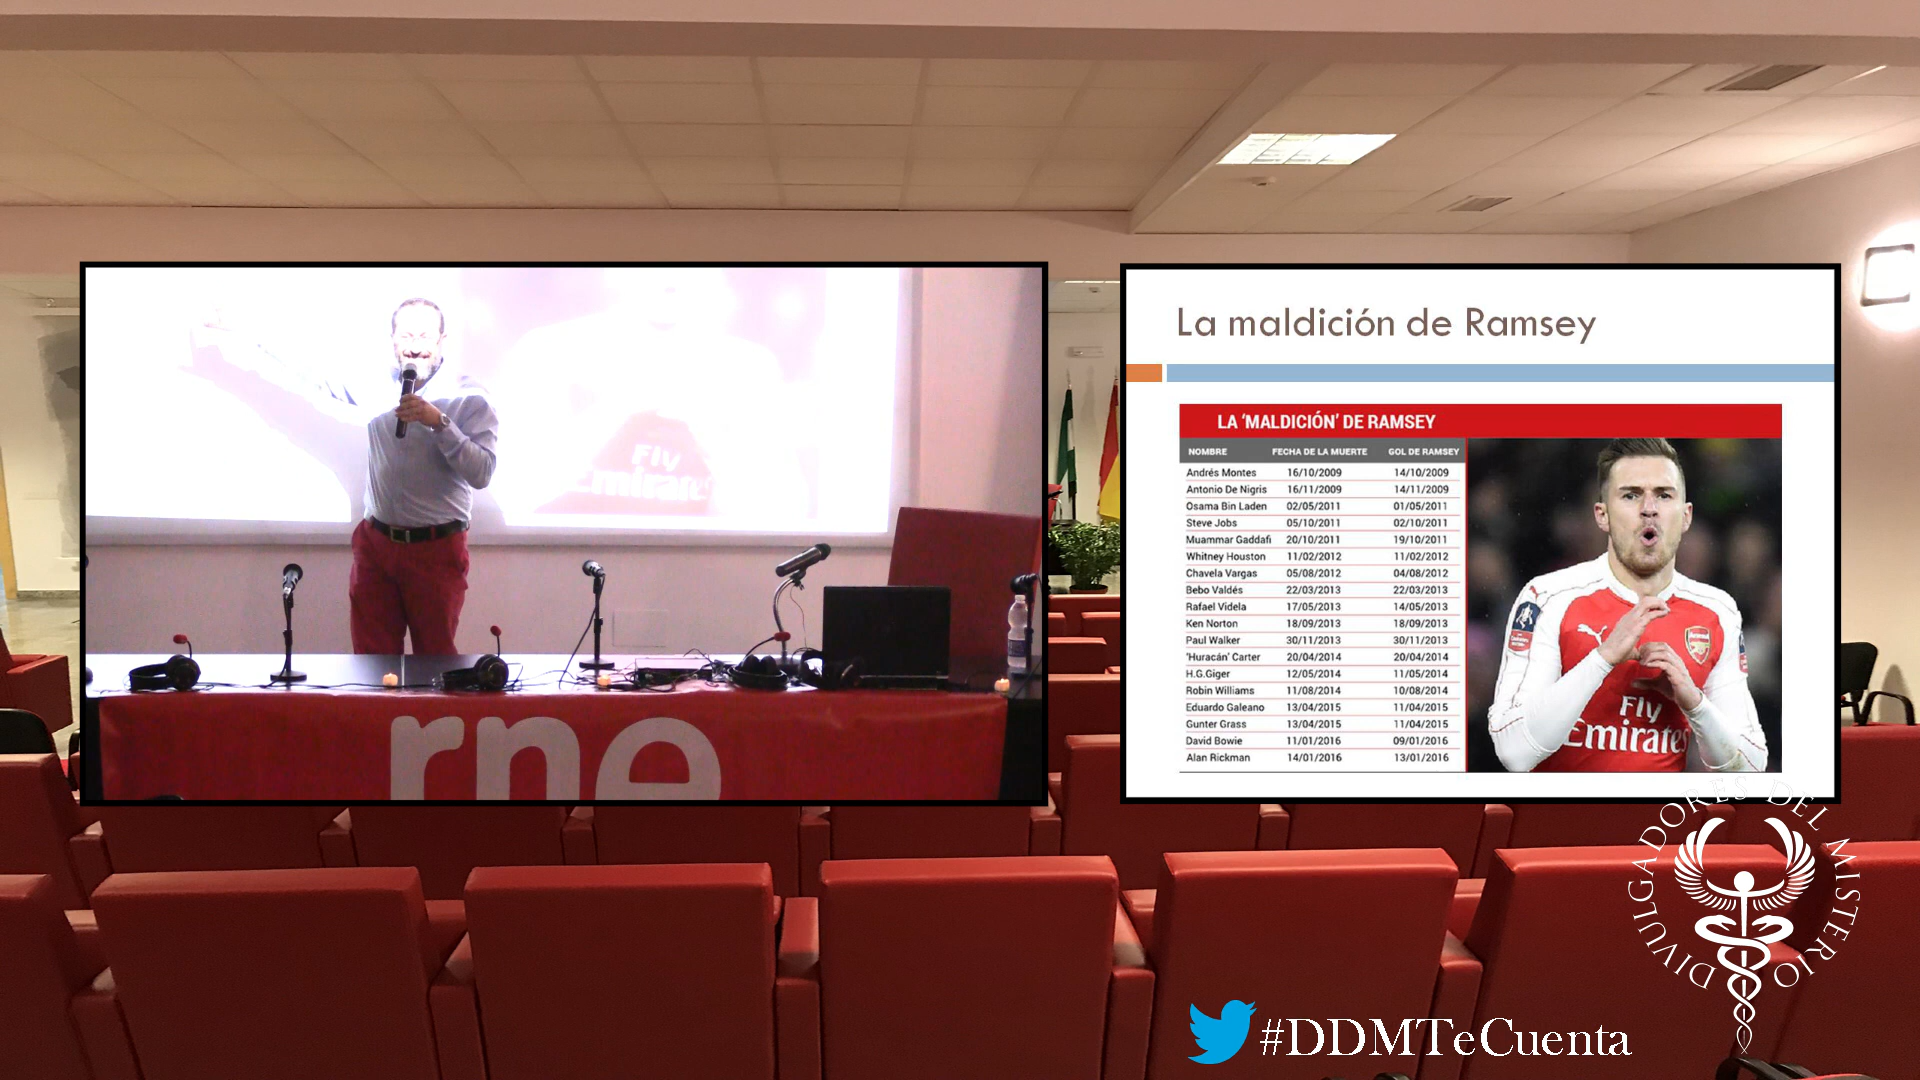 La maldición de Ramsey
LA ‘MALDICIÓN’ DE RAMSEY
NOMBRE FECHA DE LA MUERTE GOL DE RAMSEY
Andrés Montes 16/10/2009 14/10/2009
Antonio De Nigris 16/11/2009 14/11/2009
Osama Bin Laden 02/05/2011 01/05/2011
Steve Jobs 05/10/2011 02/10/2011
Muammar Gaddafi 20/10/2011 19/10/2011
Whitney Houston 11/02/2012 11/02/2012
Chavela Vargas 05/08/2012 04/08/2012
Bebo Valdés 22/03/2013 22/03/2013
Rafael Videla 17/05/2013 14/05/2013
Ken Norton 18/09/2013 18/09/2013
Paul Walker 30/11/2013 30/11/2013
'Huracán' Carter 20/04/2014 20/04/2014
H.G.Giger 12/05/2014 11/05/2014
Robin Williams 11/08/2014 10/08/2014
Eduardo Galeano 13/04/2015 11/04/2015
Gunter Grass 13/04/2015 11/04/2015
David Bowie 11/01/2016 09/01/2016
Alan Rickman 14/01/2016 13/01/2016
Arsenal
Fly
Emirates
Fly
Emirates
rne
DIVULGADORES DEL MISTERIO
#DDMTeCuenta